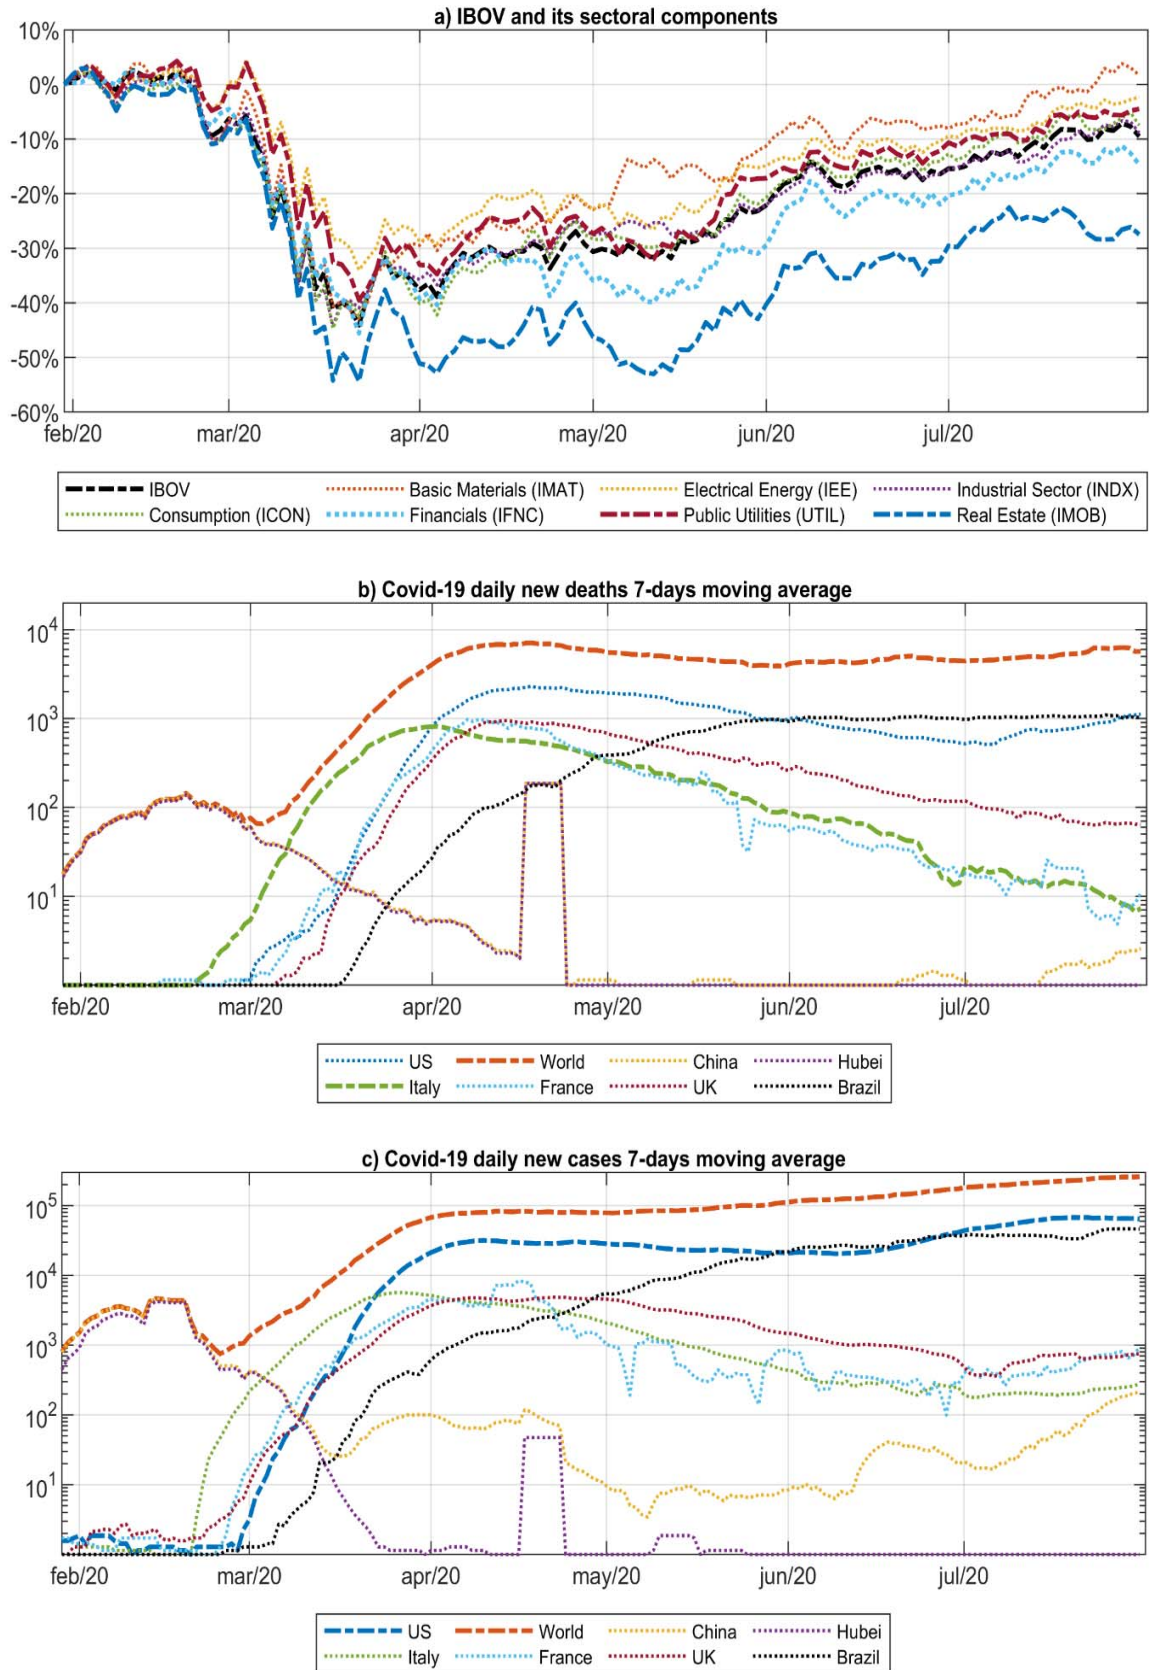 a) IBOV and its sectoral components
10%
0%
-10%
-20%
-30%
-40%
-50%
-60%
feb/20 mar/20 apr/20 may/20 jun/20 jul/20
IBOV Basic Materials (IMAT) Electrical Energy (IEE) Industrial Sector (INDX)
Consumption (ICON) Financials (IFNC) Public Utilities (UTIL) Real Estate (IMOB)
b) Covid-19 daily new deaths 7-days moving average
10^4
10^3
10^2
10^1
feb/20 mar/20 apr/20 may/20 jun/20 jul/20
US World China Hubei
Italy France UK Brazil
c) Covid-19 daily new cases 7-days moving average
10^5
10^4
10^3
10^2
10^1
feb/20 mar/20 apr/20 may/20 jun/20 jul/20
US World China Hubei
Italy France UK Brazil